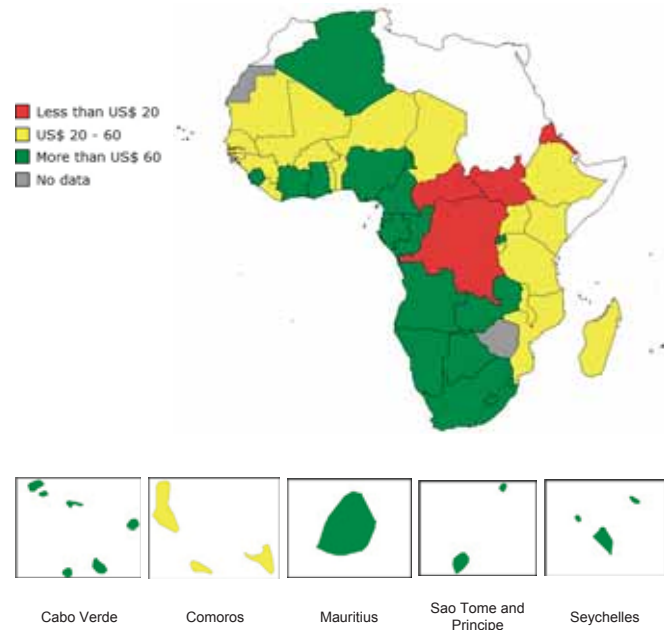 Less than US$ 20
US$ 20 - 60
More than US$ 60
No data
Cabo Verde
Comoros
Mauritius
Sao Tome and
Principe
Seychelles